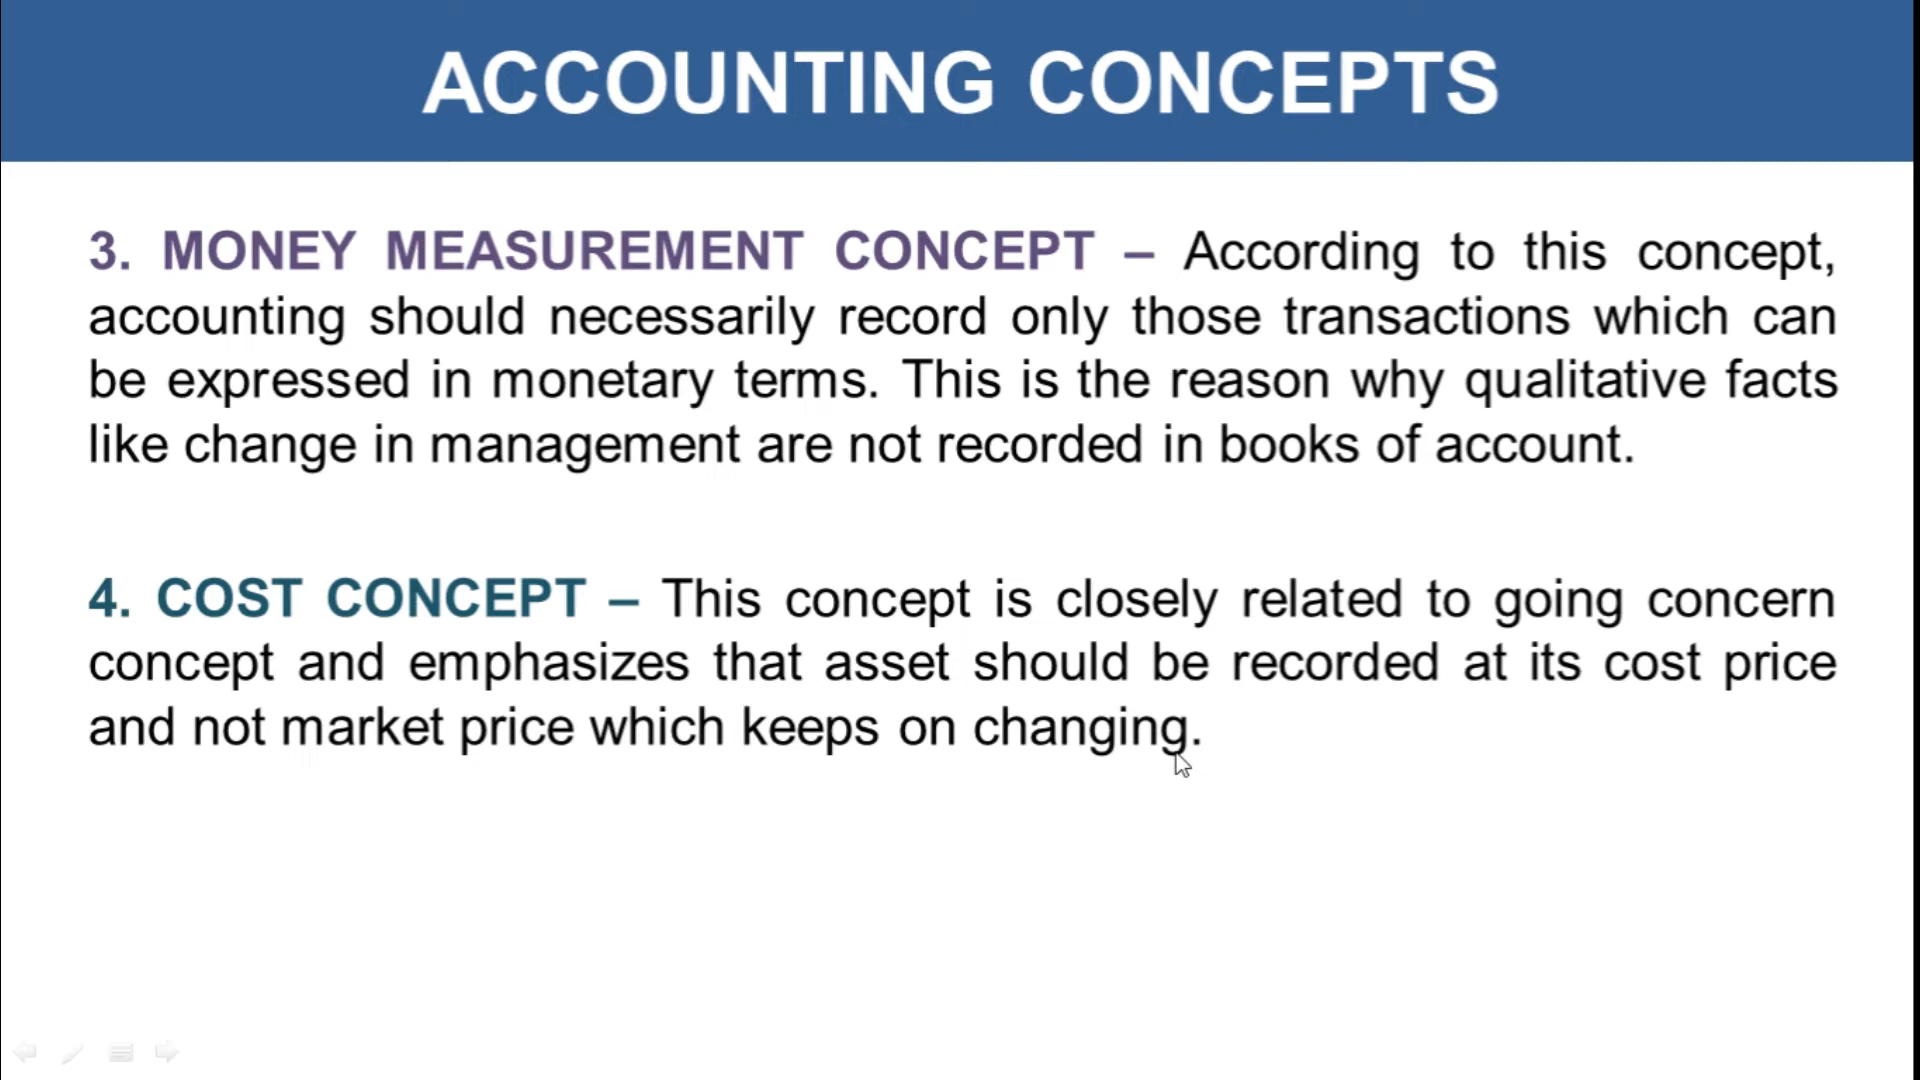 ACCOUNTING CONCEPTS
3. MONEY MEASUREMENT CONCEPT – According to this concept,
accounting should necessarily record only those transactions which can
be expressed in monetary terms. This is the reason why qualitative facts
like change in management are not recorded in books of account.
4. COST CONCEPT – This concept is closely related to going concern
concept and emphasizes that asset should be recorded at its cost price
and not market price which keeps on changing.